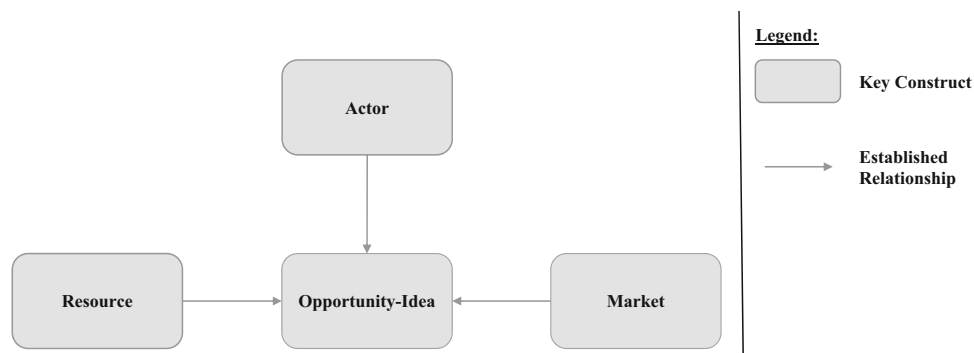 Actor
Resource
Opportunity-Idea
Market
Legend:
Key Construct
Established
Relationship